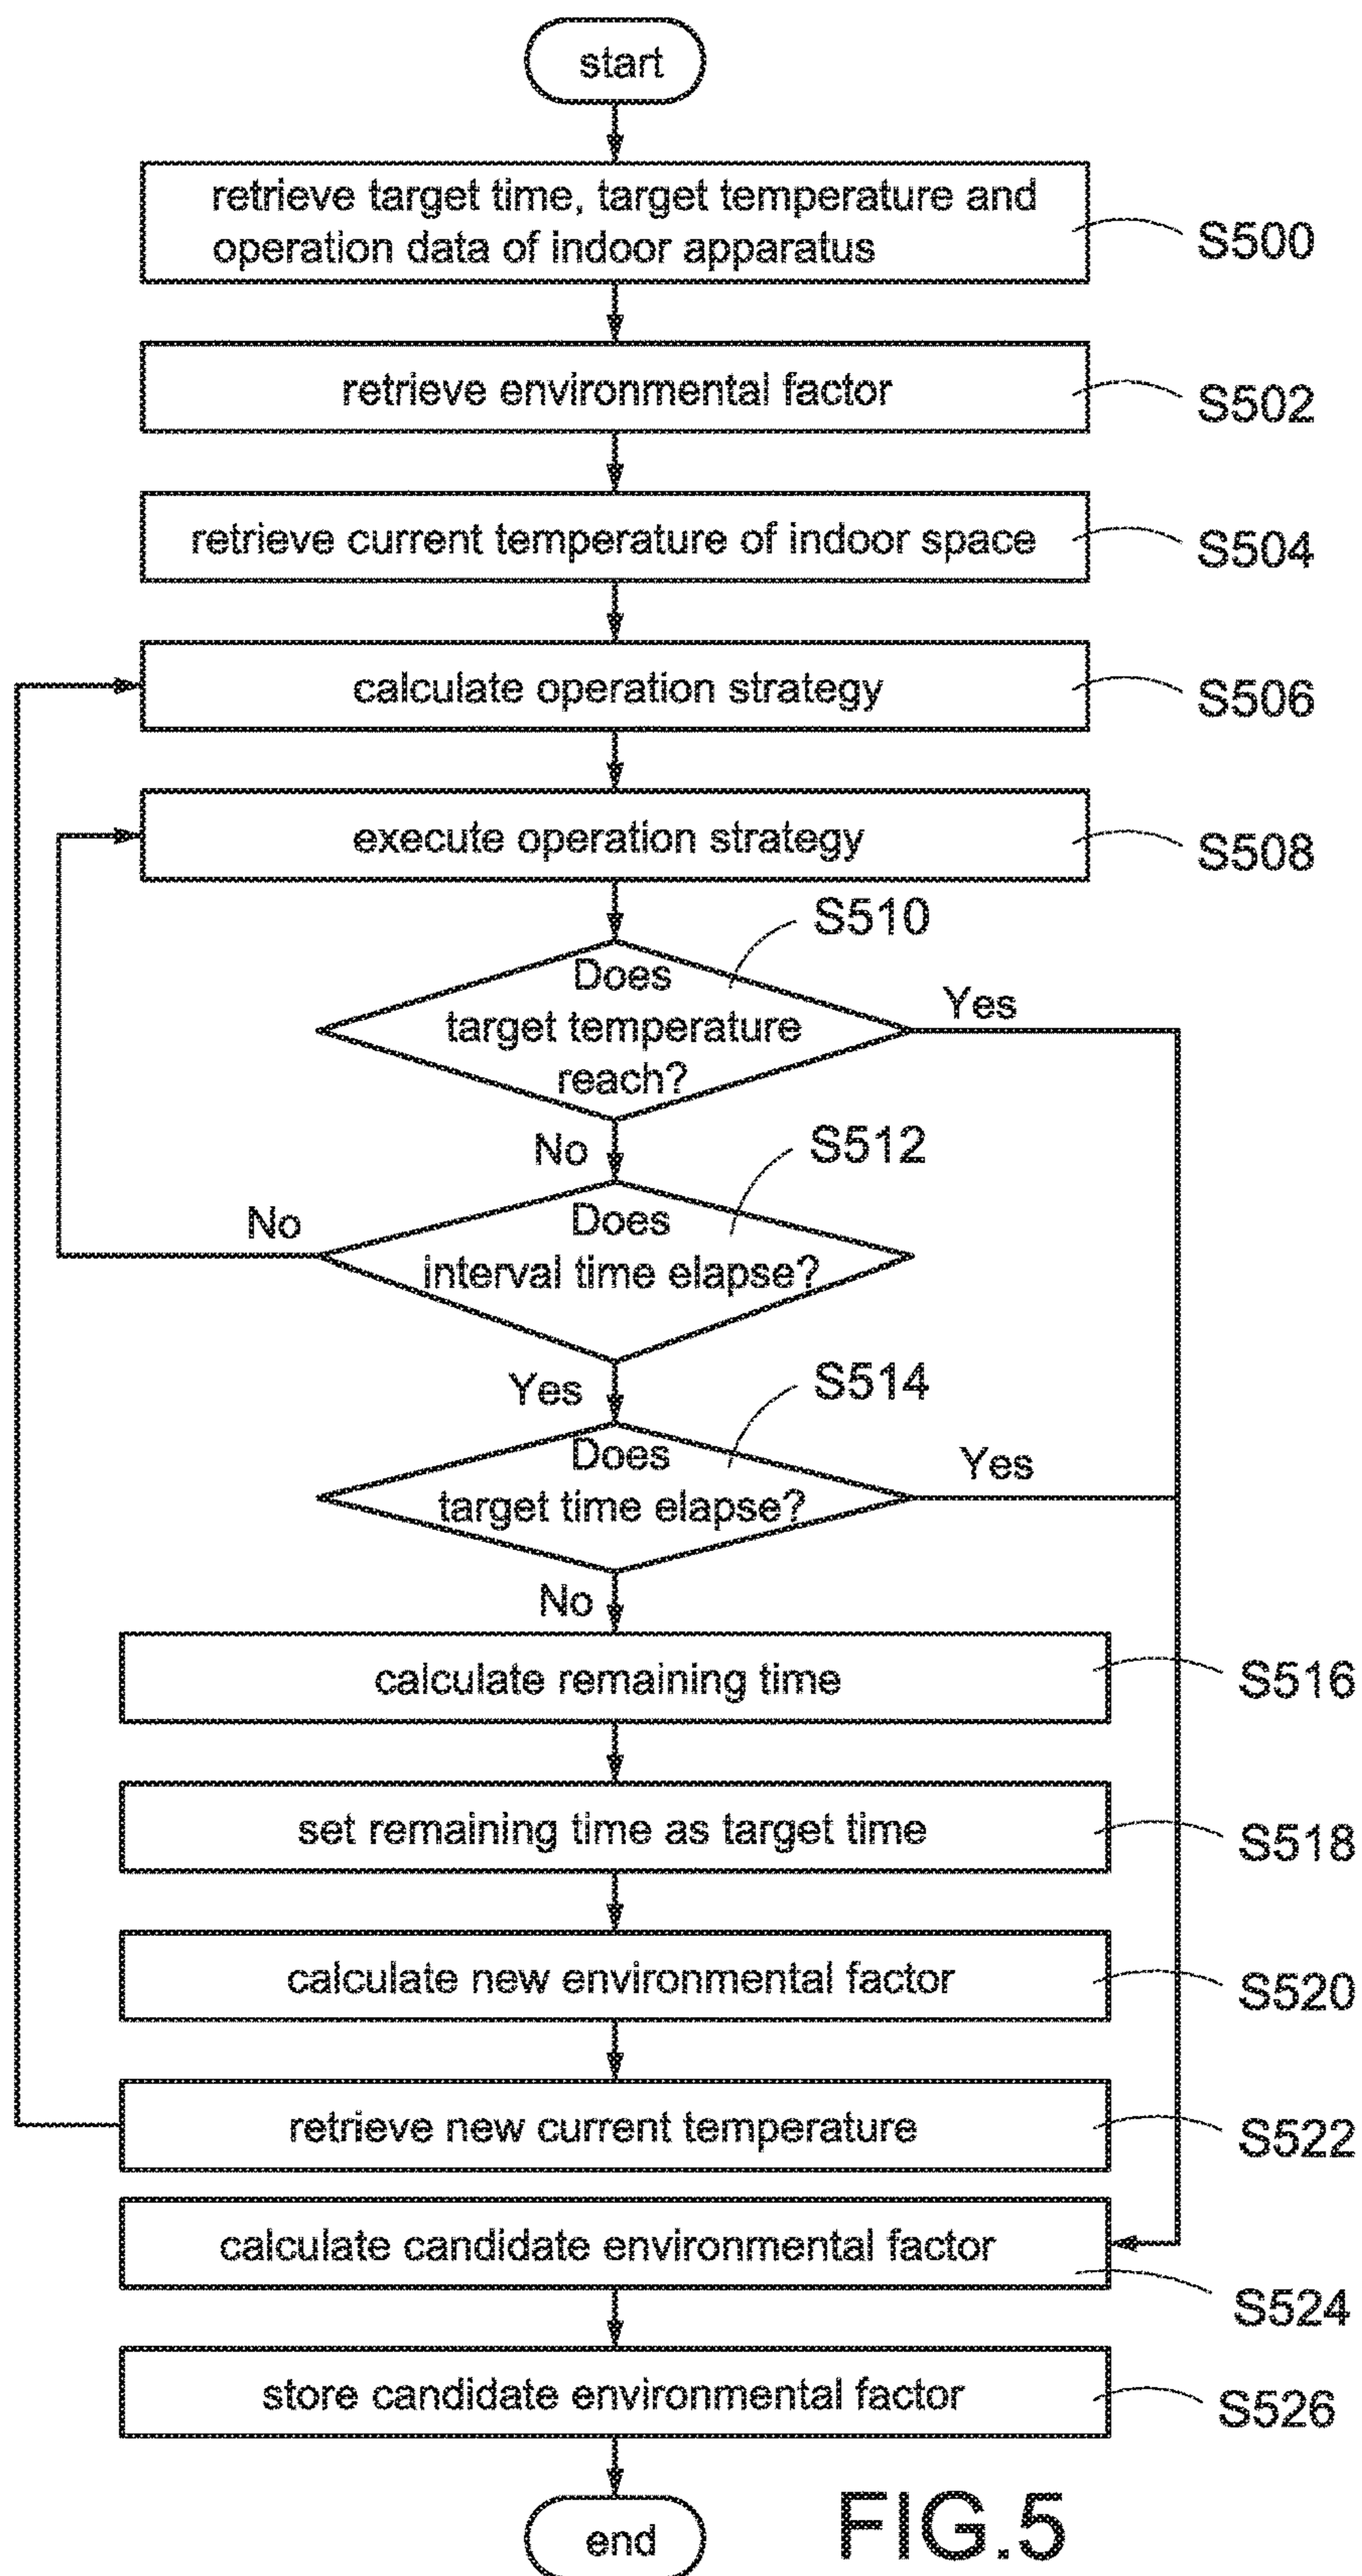 start
retrieve target time, target temperature and
operation data of indoor apparatus
S500
retrieve environmental factor
S502
retrieve current temperature of indoor space
S504
calculate operation strategy
S506
execute operation strategy
S508
S510
Does
target temperature
reach?
Yes
No
S512
Does
interval time elapse?
No
Yes
S514
Does
target time elapse?
Yes
No
calculate remaining time
S516
set remaining time as target time
S518
calculate new environmental factor
S520
retrieve new current temperature
S522
calculate candidate environmental factor
S524
store candidate environmental factor
S526
end
FIG.5